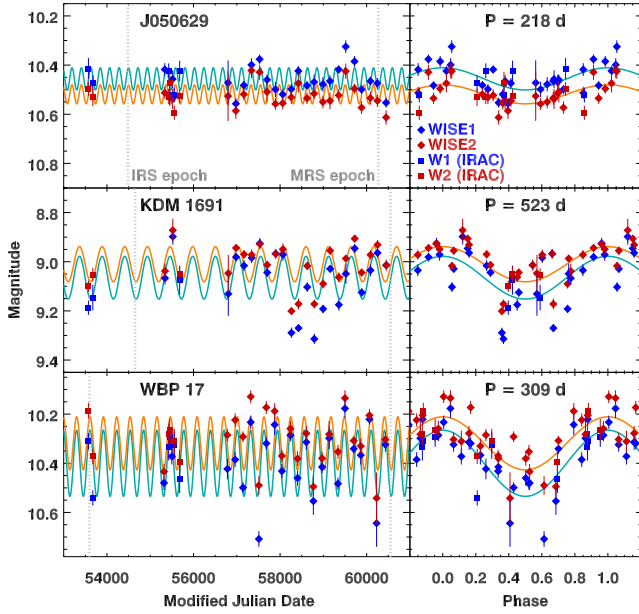 J050629
P = 218 d
10.2
10.4
10.6
10.8
IRS epoch
MRS epoch
WISE1
WISE2
W1 (IRAC)
W2 (IRAC)
KDM 1691
P = 523 d
8.8
9.0
9.2
9.4
Magnitude
WBP 17
P = 309 d
10.2
10.4
10.6
54000 56000 58000 60000
0.0 0.2 0.4 0.6 0.8 1.0
Modified Julian Date
Phase